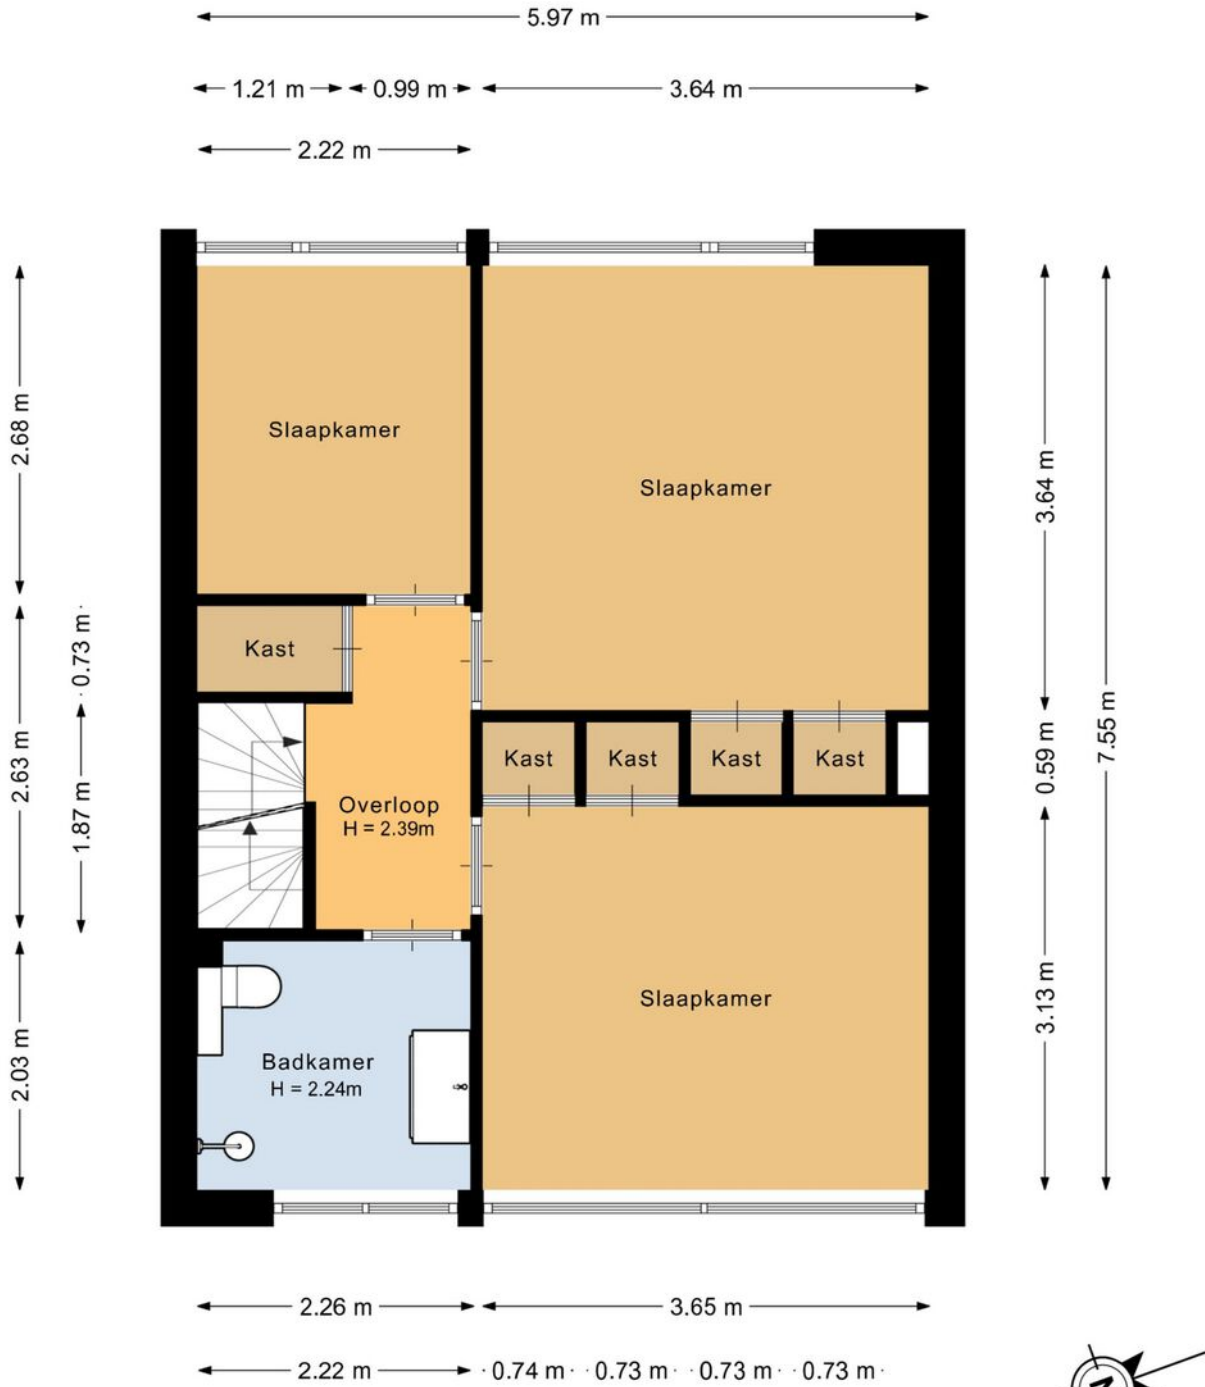 5.97 m
1.21 m
0.99 m
3.64 m
2.22 m
2.68 m
Slaapkamer
Slaapkamer
3.64 m
0.73 m
Kast
2.63 m
1.87 m
Kast
Kast
Kast
Kast
0.59 m
7.55 m
Overloop
H = 2.39m
Slaapkamer
3.13 m
2.03 m
Badkamer
H = 2.24m
2.26 m
3.65 m
2.22 m
0.74 m
0.73 m
0.73 m
0.73 m
N